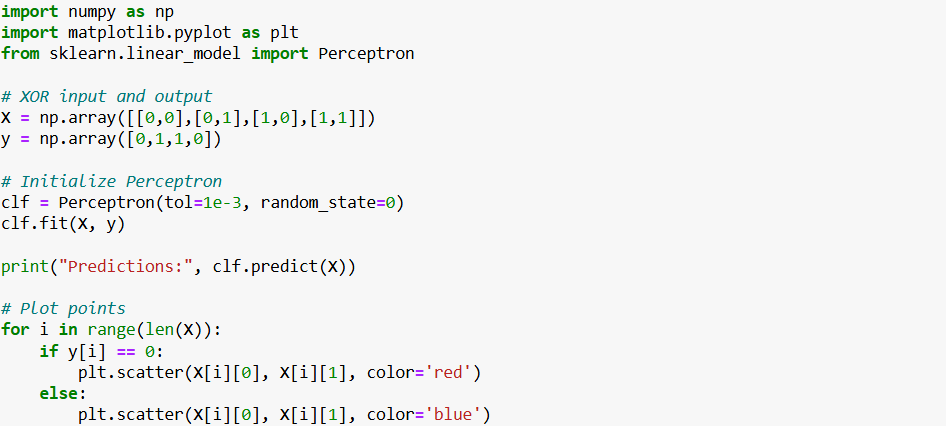 import numpy as np
import matplotlib.pyplot as plt
from sklearn.linear_model import Perceptron

# XOR input and output
X = np.array([[0,0],[0,1],[1,0],[1,1]])
y = np.array([0,1,1,0])

# Initialize Perceptron
clf = Perceptron(tol=1e-3, random_state=0)
clf.fit(X, y)

print("Predictions:", clf.predict(X))

# Plot points
for i in range(len(X)):
    if y[i] == 0:
        plt.scatter(X[i][0], X[i][1], color='red')
    else:
        plt.scatter(X[i][0], X[i][1], color='blue')